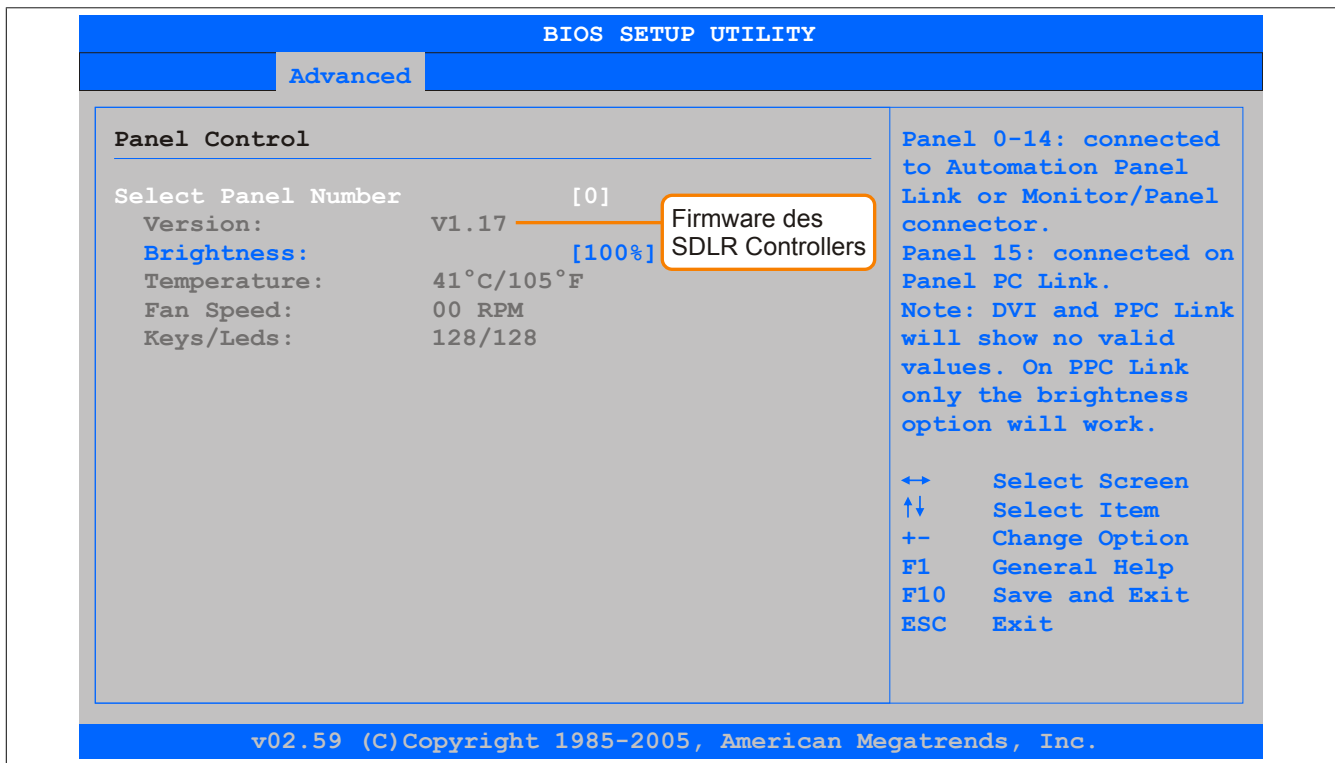 BIOS SETUP UTILITY
Advanced
Panel Control
Select Panel Number [0]
Version: V1.17
Firmware des
SDLR Controllers
Brightness: [100%]
Temperature: 41°C/105°F
Fan Speed: 00 RPM
Keys/Leds: 128/128
Panel 0-14: connected
to Automation Panel
Link or Monitor/Panel
connector.
Panel 15: connected on
Panel PC Link.
Note: DVI and PPC Link
will show no valid
values. On PPC Link
only the brightness
option will work.
↔ Select Screen
↑↓ Select Item
+- Change Option
F1 General Help
F10 Save and Exit
ESC Exit
v02.59 (C)Copyright 1985-2005, American Megatrends, Inc.